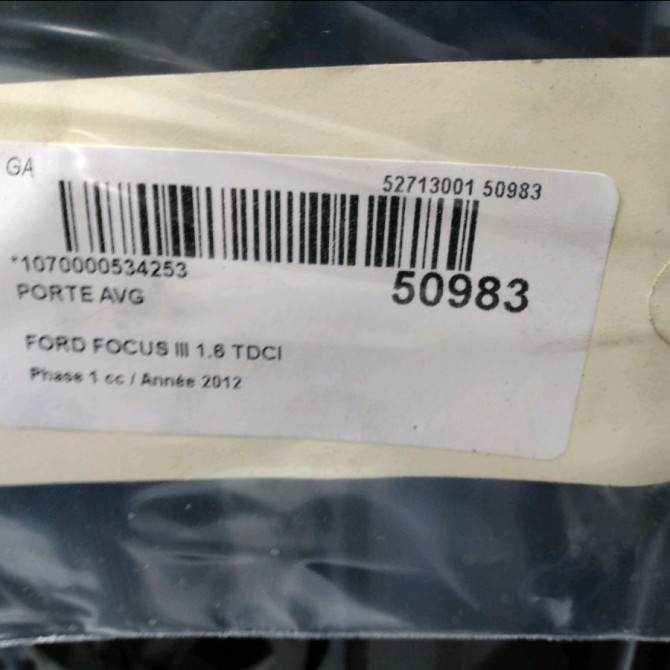 GA
52713001 50983
*1070000534253
50983
PORTE AVG
FORD FOCUS III 1.6 TDCI
Phase 1 cc / Année 2012